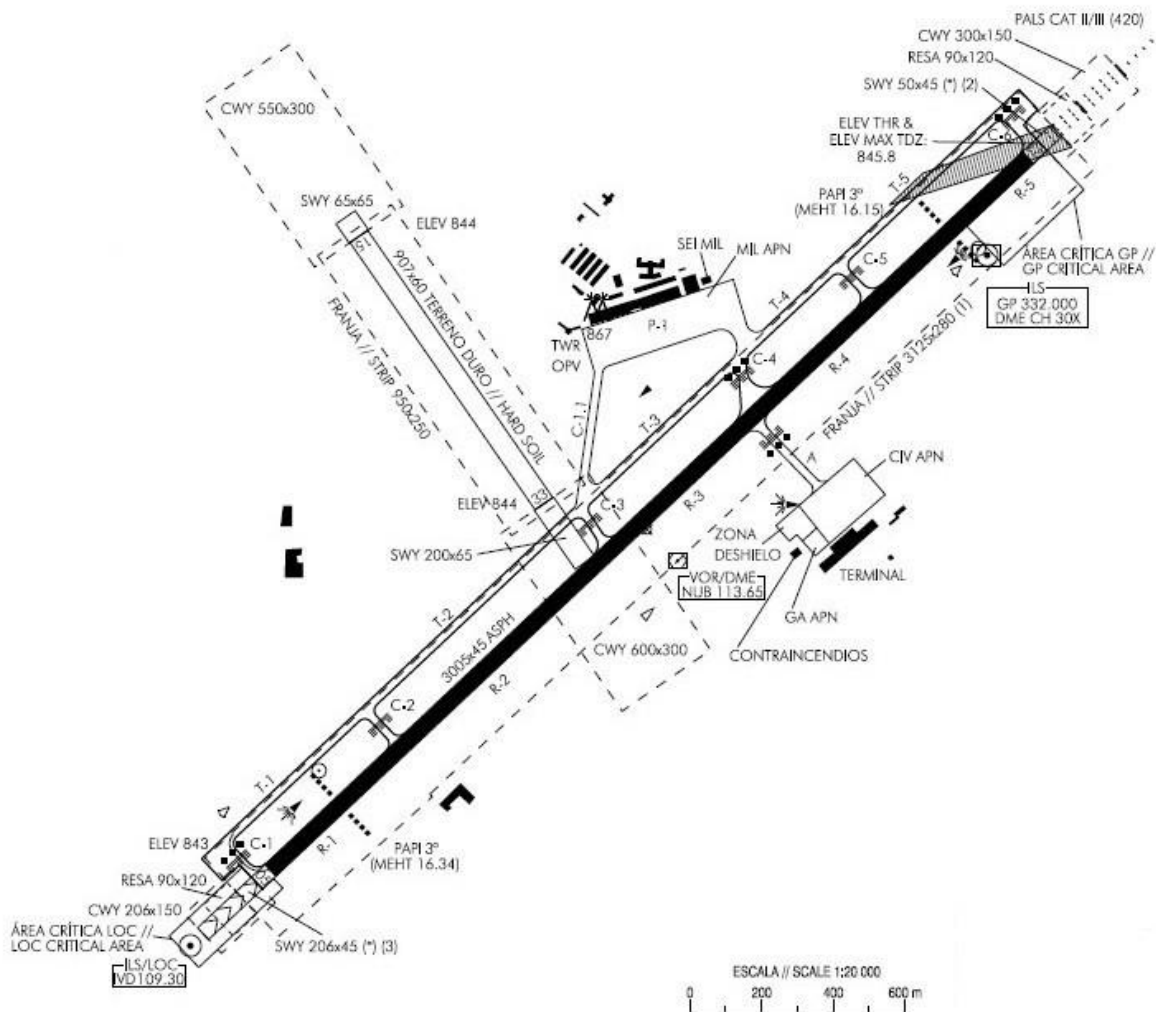 PALS CAT II/III (420)
CWY 300x150
RESA 90x120
SWY 50x45 (*) (2)
CWY 550x300
ELEV THR &
ELEV MAX TDZ:
845.8
C-6
T-5
R-5
SWY 65x65
ELEV 844
15
PAPI 3º
(MEHT 16.15)
SEI MIL
MIL APN
ÁREA CRÍTICA GP //
GP CRITICAL AREA
ILS
GP 332.000
DME CH 30X
907x60 TERRENO DURO // HARD SOIL
FRANJA // STRIP 950x250
C-5
T-4
P-1
867
TWR
OPV
C-4
R-4
FRANJA // STRIP 3125x280 (1)
C-1.1
T-3
A
CIV APN
33
ELEV 844
C-3
R-3
ZONA
DESHIELO
SWY 200x65
VOR/DME
NUB 113.65
TERMINAL
GA APN
CONTRAINCENDIOS
T-2
3005x45 ASPH
CWY 600x300
R-2
C-2
T-1
ELEV 843
C-1
R-1
PAPI 3º
(MEHT 16.34)
RESA 90x120
CWY 206x150
ÁREA CRÍTICA LOC //
LOC CRITICAL AREA
SWY 206x45 (*) (3)
ILS/LOC
IVD109.30
ESCALA // SCALE 1:20 000
0 200 400 600 m